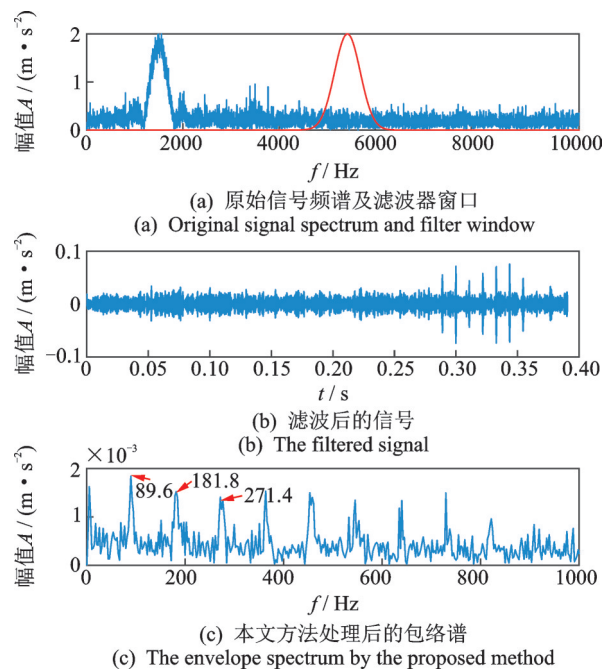 幅值A / (m·s⁻²)
2
1
0
0
2000
4000
6000
8000
10000
f / Hz
(a) 原始信号频谱及滤波器窗口
(a) Original signal spectrum and filter window
幅值A / (m·s⁻²)
0.1
0
−0.1
0
0.05
0.10
0.15
0.20
0.25
0.30
0.35
0.40
t / s
(b) 滤波后的信号
(b) The filtered signal
幅值A / (m·s⁻²)
×10⁻³
2
1
0
89.6
181.8
271.4
0
200
400
600
800
1000
f / Hz
(c) 本文方法处理后的包络谱
(c) The envelope spectrum by the proposed method